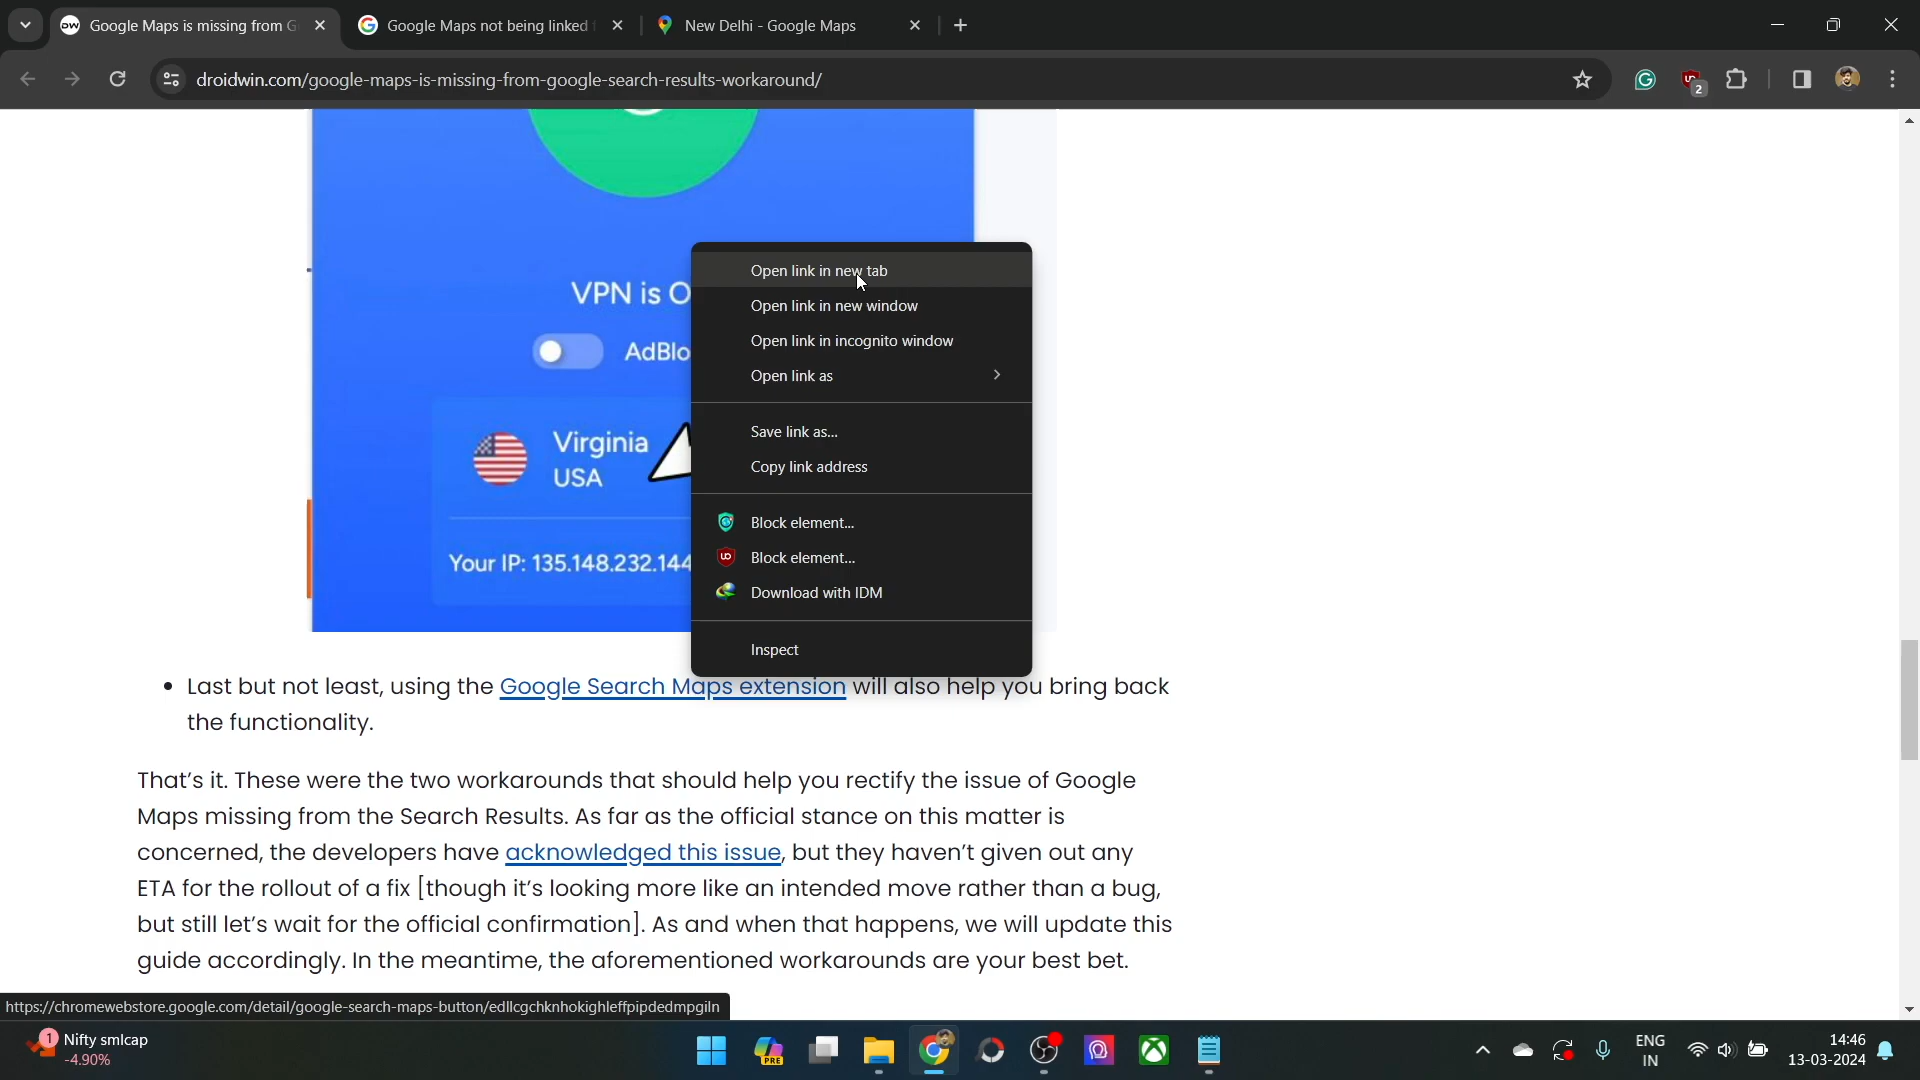 Google Maps is missing from G
Google Maps not being linked
New Delhi - Google Maps
droidwin.com/google-maps-is-missing-from-google-search-results-workaround/
2
VPN is O
AdBlo
Virginia
USA
Your IP: 135.148.232.144
Open link in new tab
Open link in new window
Open link in incognito window
Open link as
Save link as...
Copy link address
Block element...
Block element...
Download with IDM
Inspect
• Last but not least, using the Google Search Maps extension will also help you bring back
the functionality.
That's it. These were the two workarounds that should help you rectify the issue of Google
Maps missing from the Search Results. As far as the official stance on this matter is
concerned, the developers have acknowledged this issue, but they haven't given out any
ETA for the rollout of a fix [though it's looking more like an intended move rather than a bug,
but still let's wait for the official confirmation]. As and when that happens, we will update this
guide accordingly. In the meantime, the aforementioned workarounds are your best bet.
https://chromewebstore.google.com/detail/google-search-maps-button/edllcgchknhokighleffpipdedmpgiln
1
Nifty smlcap
-4.90%
PRE
ENG
IN
14:46
13-03-2024